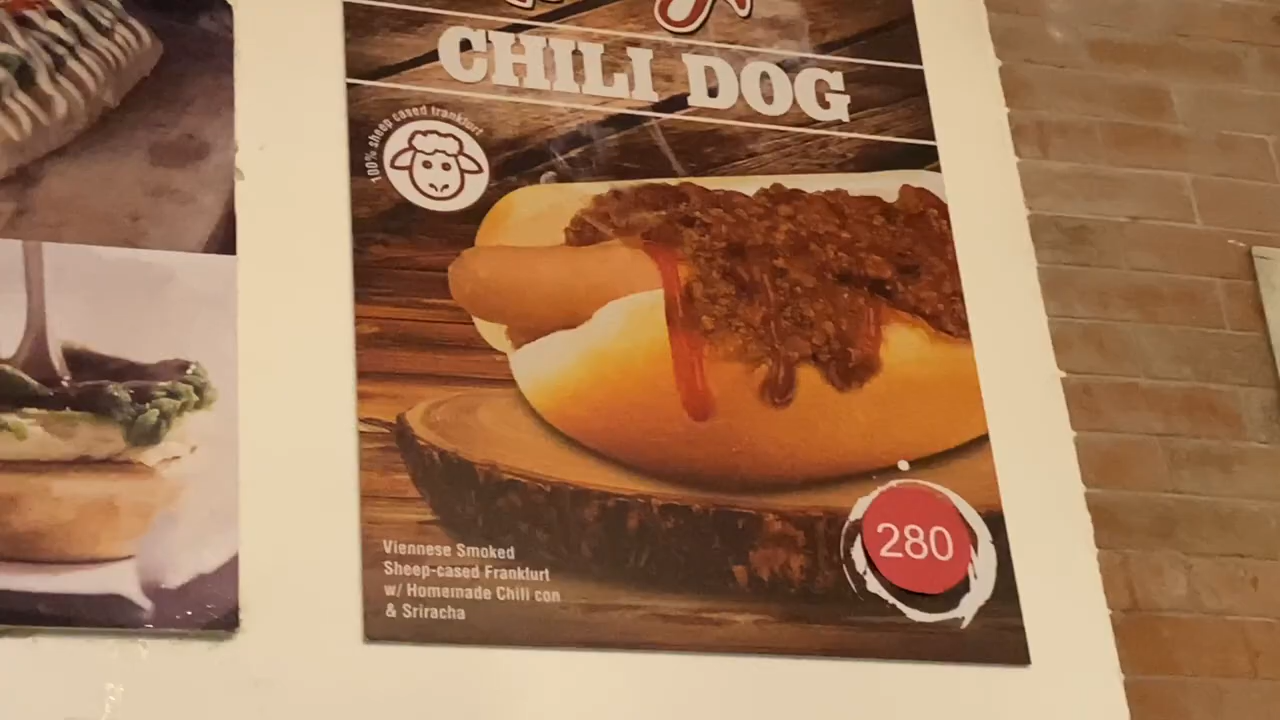 CHILI DOG
100% sheep cased frankfurt
280
Viennese Smoked
Sheep-cased Frankfurt
w/ Homemade Chili con
& Sriracha